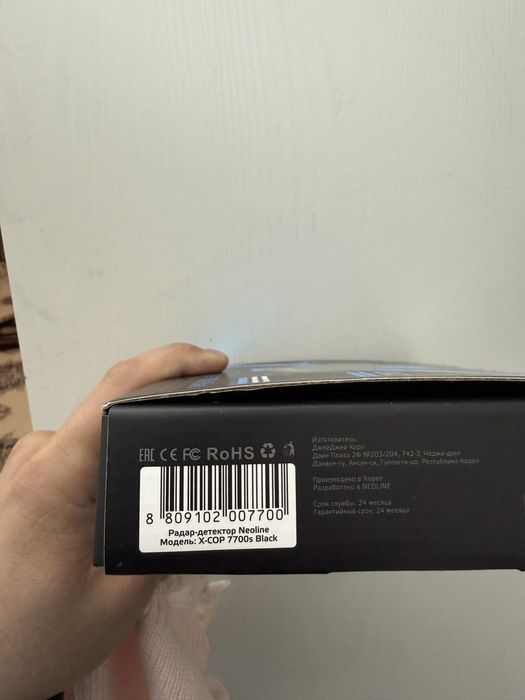 EAC CE FC RoHS
8 809102 007700
Радар-детектор Neoline
Модель: X-COP 7700s Black
Изготовитель:
ДжейДжей Корп
Длин Плаза 2Ф №203/204, 742-3, Чоджи-донг
Данвон-гу, Ансан-си, Гуеонгги-до, Республика Корея
Произведено в Корее
Разработано в NEOLINE
Срок службы: 24 месяца
Гарантийный срок: 24 месяца